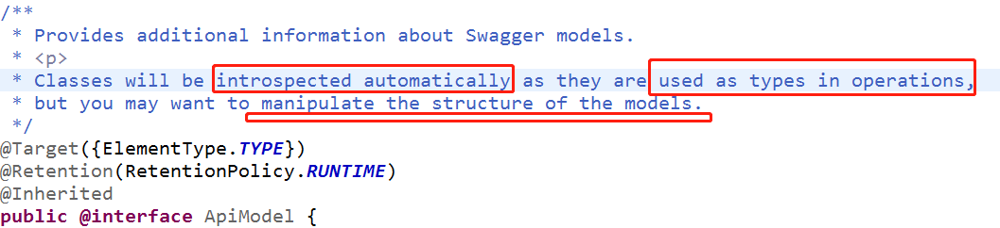 /**
 * Provides additional information about Swagger models.
 * <p>
 * Classes will be introspected automatically as they are used as types in operations,
 * but you may want to manipulate the structure of the models.
 */
@Target({ElementType.TYPE})
@Retention(RetentionPolicy.RUNTIME)
@Inherited
public @interface ApiModel {